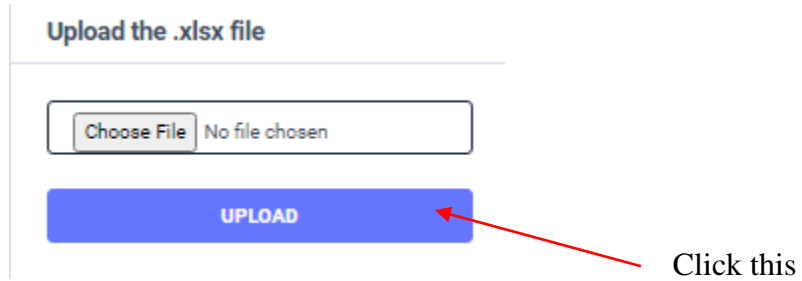 Upload the .xlsx file
Choose File No file chosen
UPLOAD
Click this